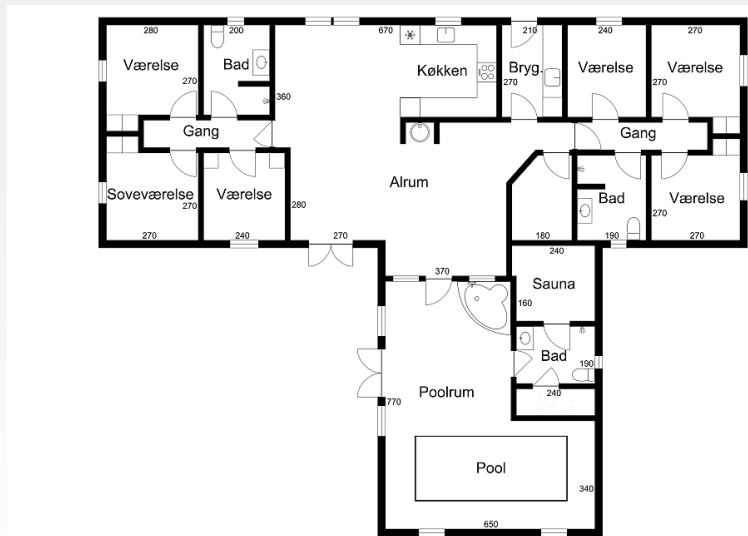 280
200
670
210
240
270
Værelse
Bad
Køkken
Bryg.
Værelse
Værelse
270
360
270
270
Gang
Gang
Alrum
Soveværelse
Værelse
Bad
Værelse
270
280
270
270
240
270
180
190
270
240
370
Sauna
160
Bad
190
240
Poolrum
770
Pool
340
650